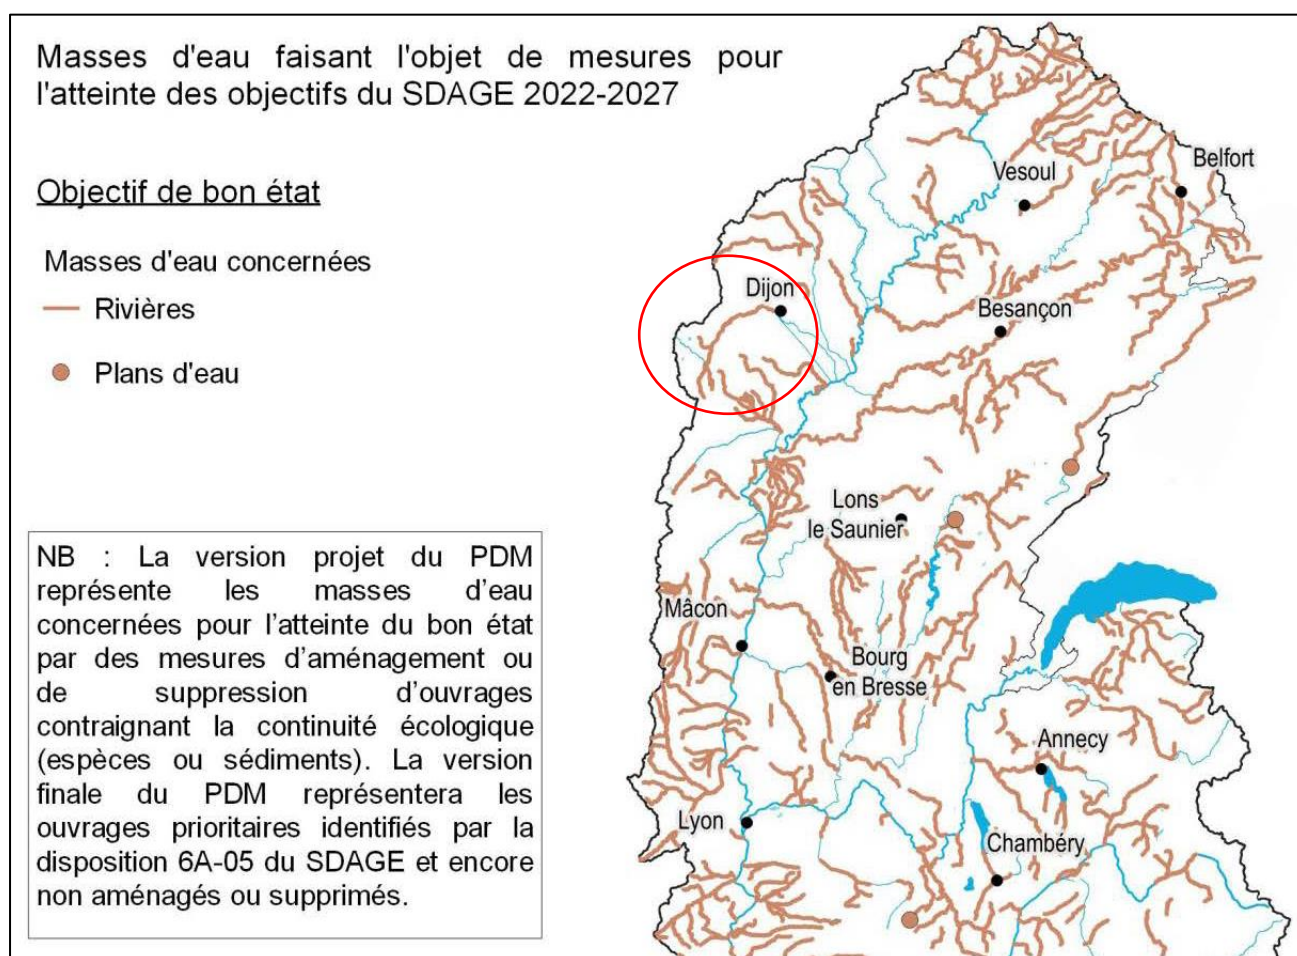 Masses d'eau faisant l'objet de mesures pour
l'atteinte des objectifs du SDAGE 2022-2027
Objectif de bon état
Masses d'eau concernées
Rivières
Plans d'eau
NB : La version projet du PDM
représente les masses d'eau
concernées pour l’atteinte du bon état
par des mesures d’aménagement ou
de suppression d'ouvrages
contraignant la continuité écologique
(espèces ou sédiments). La version
finale du PDM représentera les
ouvrages prioritaires identifiés par la
disposition 6A-05 du SDAGE et encore
non aménagés ou supprimés.
Belfort
Vesoul
Dijon
Besançon
Lons
le Saunier
Mâcon
Bourg
en Bresse
Annecy
Lyon
Chambéry